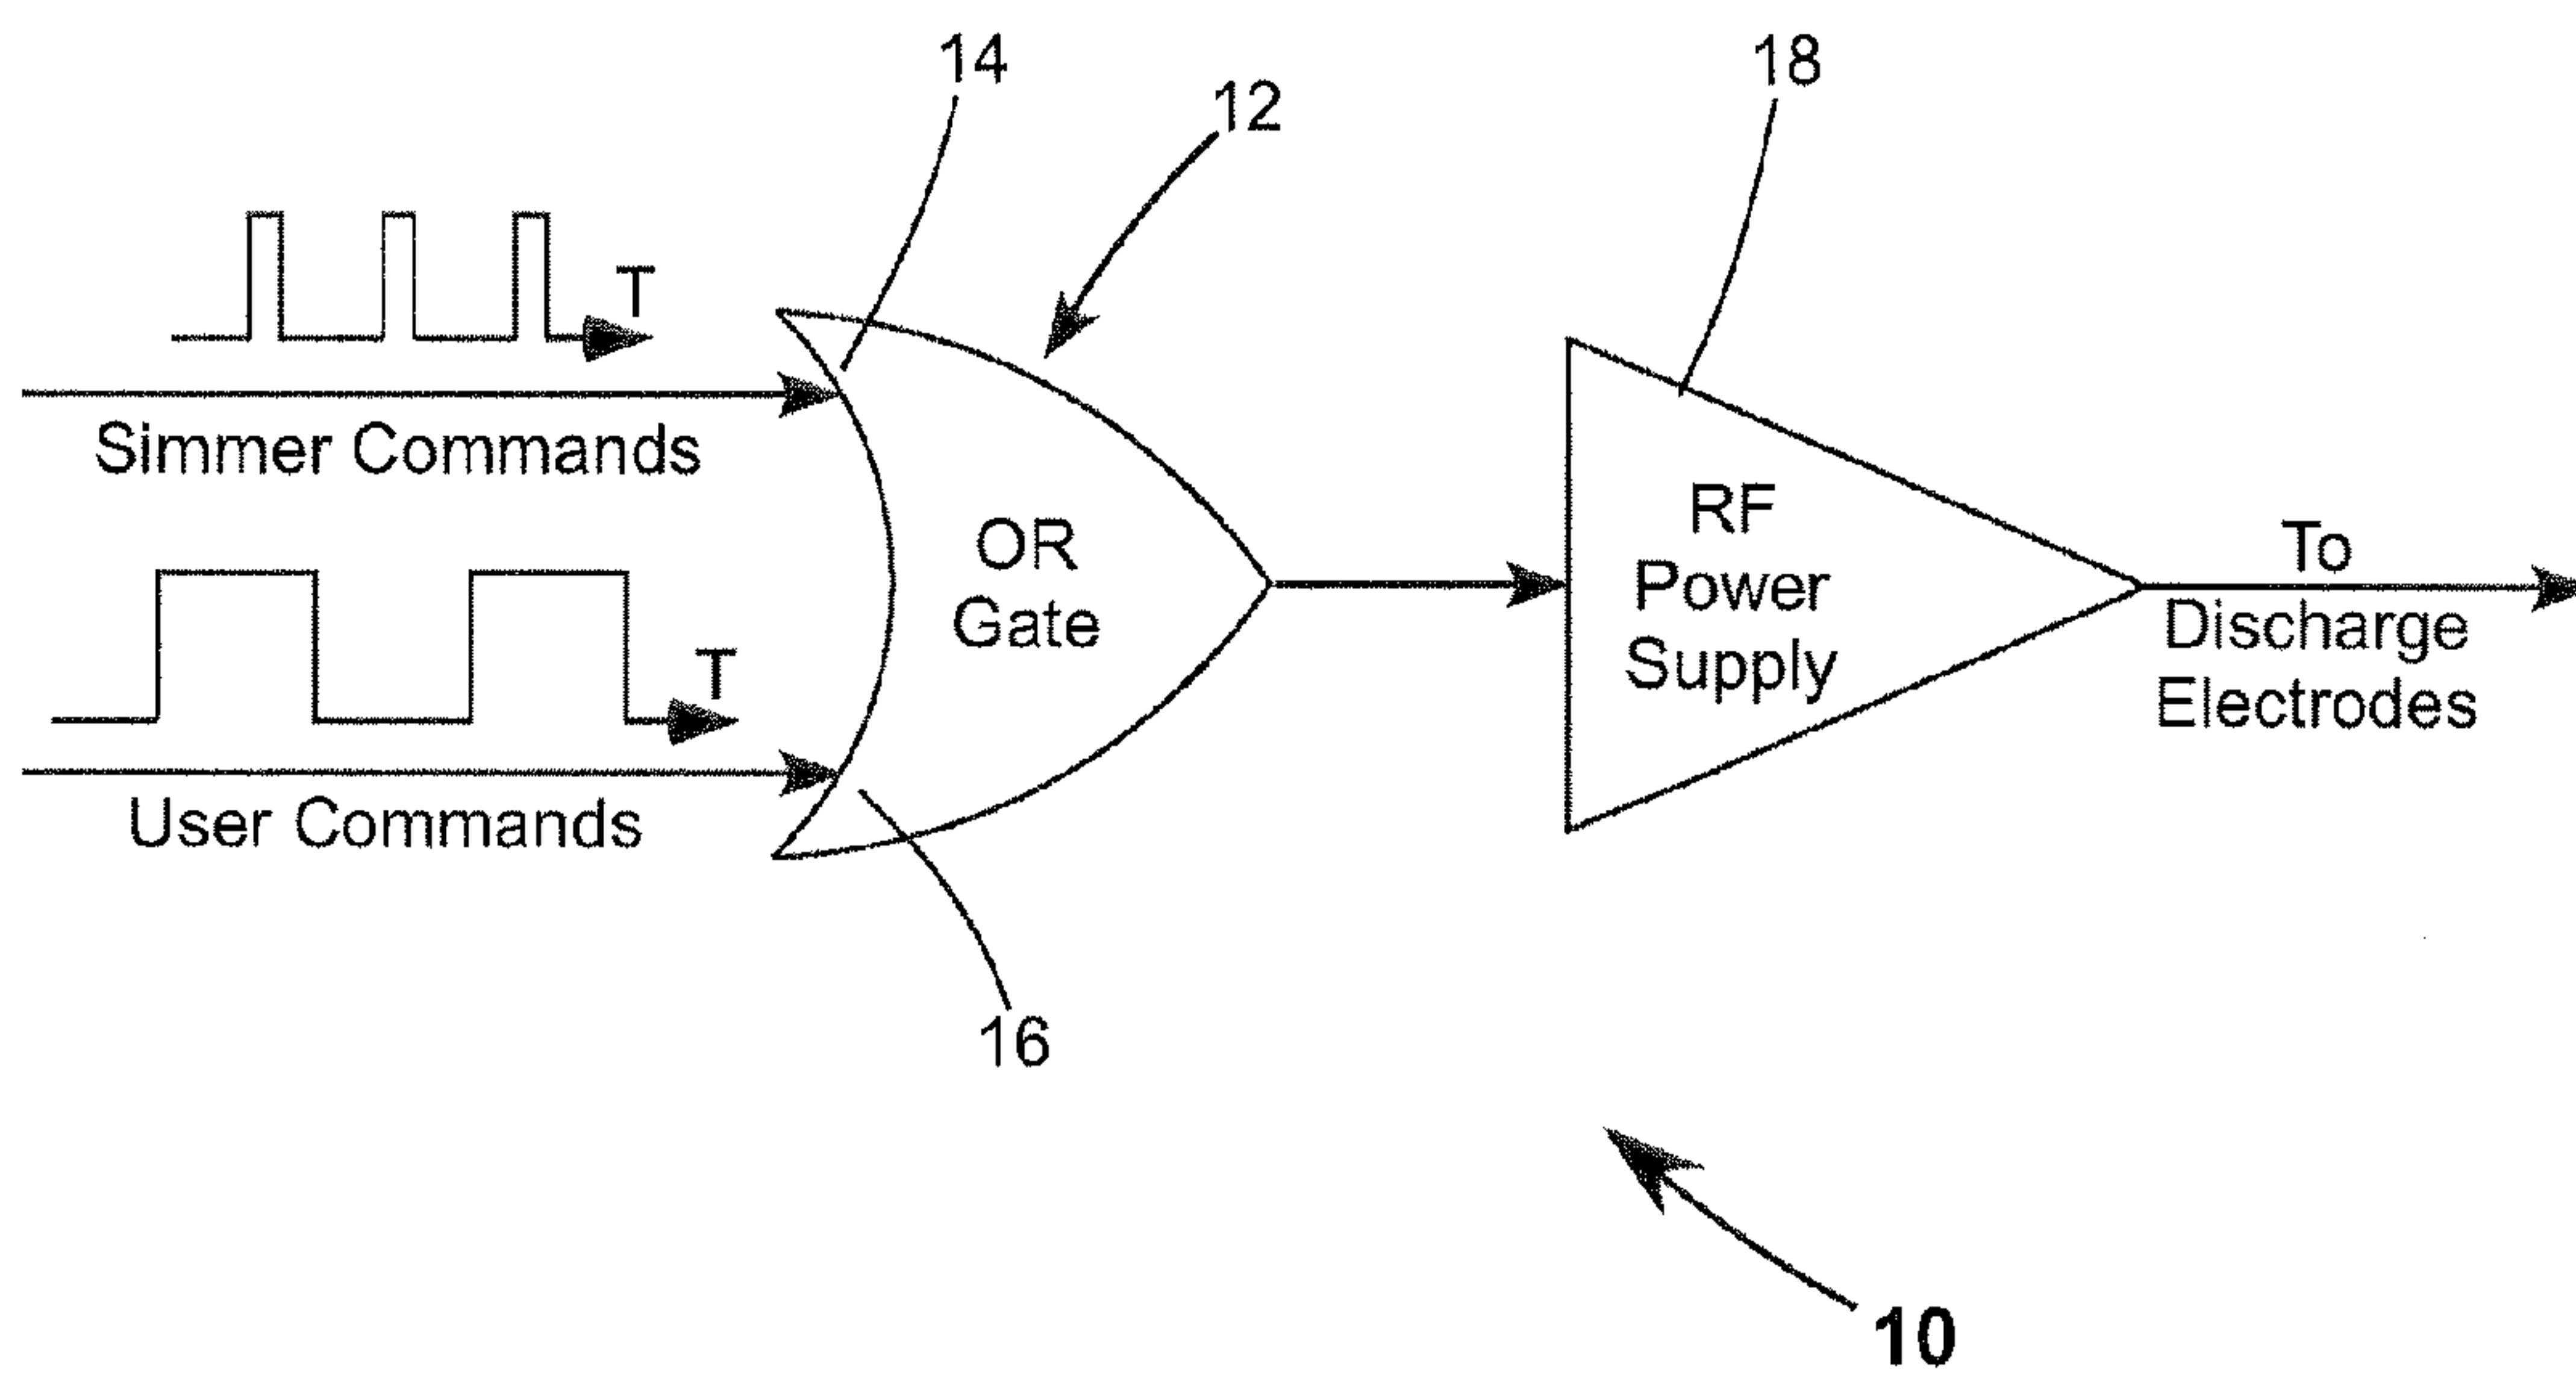 14
12
18
T
Simmer Commands
OR
Gate
RF
Power
Supply
To
Discharge
Electrodes
T
User Commands
16
10